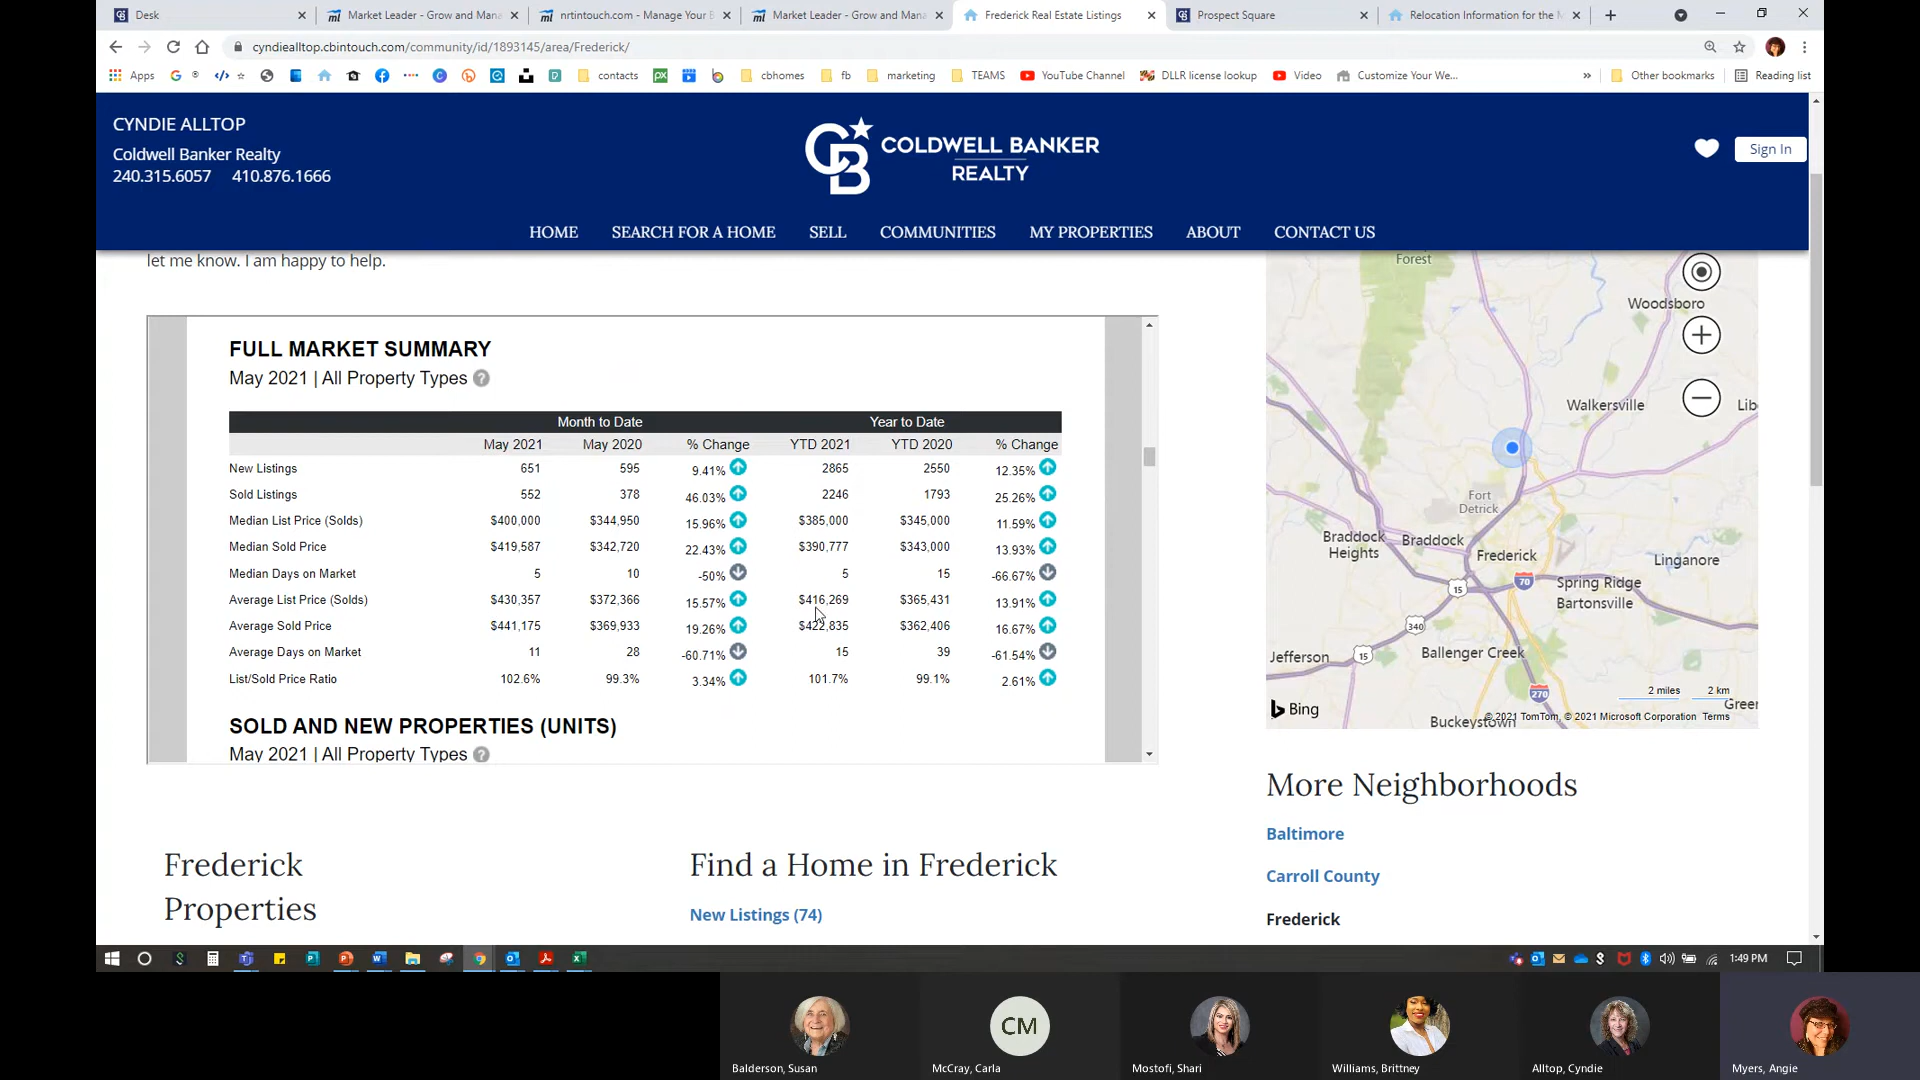 Desk
Market Leader - Grow and Mana
nrtintouch.com - Manage Your B
Market Leader - Grow and Mana
Frederick Real Estate Listings
Prospect Square
Relocation Information for the M
cyndiealltop.cbintouch.com/community/id/1893145/area/Frederick/
Apps
contacts
cbhomes
fb
marketing
TEAMS
YouTube Channel
DLLR license lookup
Video
Customize Your We...
»
Other bookmarks
Reading list
CYNDIE ALLTOP
Coldwell Banker Realty
240.315.6057 410.876.1666
CB
COLDWELL BANKER
REALTY
Sign In
HOME SEARCH FOR A HOME SELL COMMUNITIES MY PROPERTIES ABOUT CONTACT US
let me know. I am happy to help.
FULL MARKET SUMMARY
May 2021 | All Property Types ?
Month to Date Year to Date
May 2021 May 2020 % Change YTD 2021 YTD 2020 % Change
New Listings 651 595 9.41% 2865 2550 12.35%
Sold Listings 552 378 46.03% 2246 1793 25.26%
Median List Price (Solds) $400,000 $344,950 15.96% $385,000 $345,000 11.59%
Median Sold Price $419,587 $342,720 22.43% $390,777 $343,000 13.93%
Median Days on Market 5 10 -50% 5 15 -66.67%
Average List Price (Solds) $430,357 $372,366 15.57% $416,269 $365,431 13.91%
Average Sold Price $441,175 $369,933 19.26% $422,835 $362,406 16.67%
Average Days on Market 11 28 -60.71% 15 39 -61.54%
List/Sold Price Ratio 102.6% 99.3% 3.34% 101.7% 99.1% 2.61%
SOLD AND NEW PROPERTIES (UNITS)
May 2021 | All Property Types ?
Forest
Woodsboro
Walkersville
Lib
Fort
Detrick
Braddock
Heights
Braddock
Frederick
Linganore
70
15
Spring Ridge
Bartonsville
340
15
Jefferson
Ballenger Creek
270
2 miles 2 km
Green
Bing
Buckeystown
© 2021 TomTom, © 2021 Microsoft Corporation Terms
More Neighborhoods
Baltimore
Carroll County
Frederick
Frederick
Properties
Find a Home in Frederick
New Listings (74)
1:49 PM
CM
Balderson, Susan
McCray, Carla
Mostofi, Shari
Williams, Brittney
Alltop, Cyndie
Myers, Angie